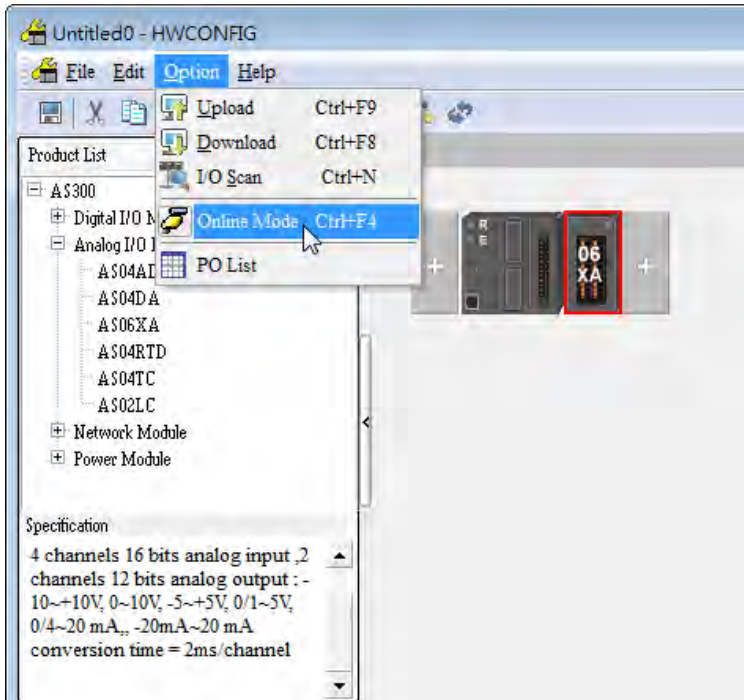 Untitled0 - HWCONFIG
File Edit Option Help
Upload Ctrl+F9
Download Ctrl+F8
I/O Scan Ctrl+N
Online Mode Ctrl+F4
PO List
Product List
AS300
Digital I/O
Analog I/O
AS04AD
AS04DA
AS06XA
AS04RTD
AS04TC
AS02LC
Network Module
Power Module
R
E
06
XA
+
+
Specification
4 channels 16 bits analog input ,2
channels 12 bits analog output : -
10~+10V, 0~10V, -5~+5V, 0/1~5V,
0/4~20 mA,, -20mA~20 mA
conversion time = 2ms/channel